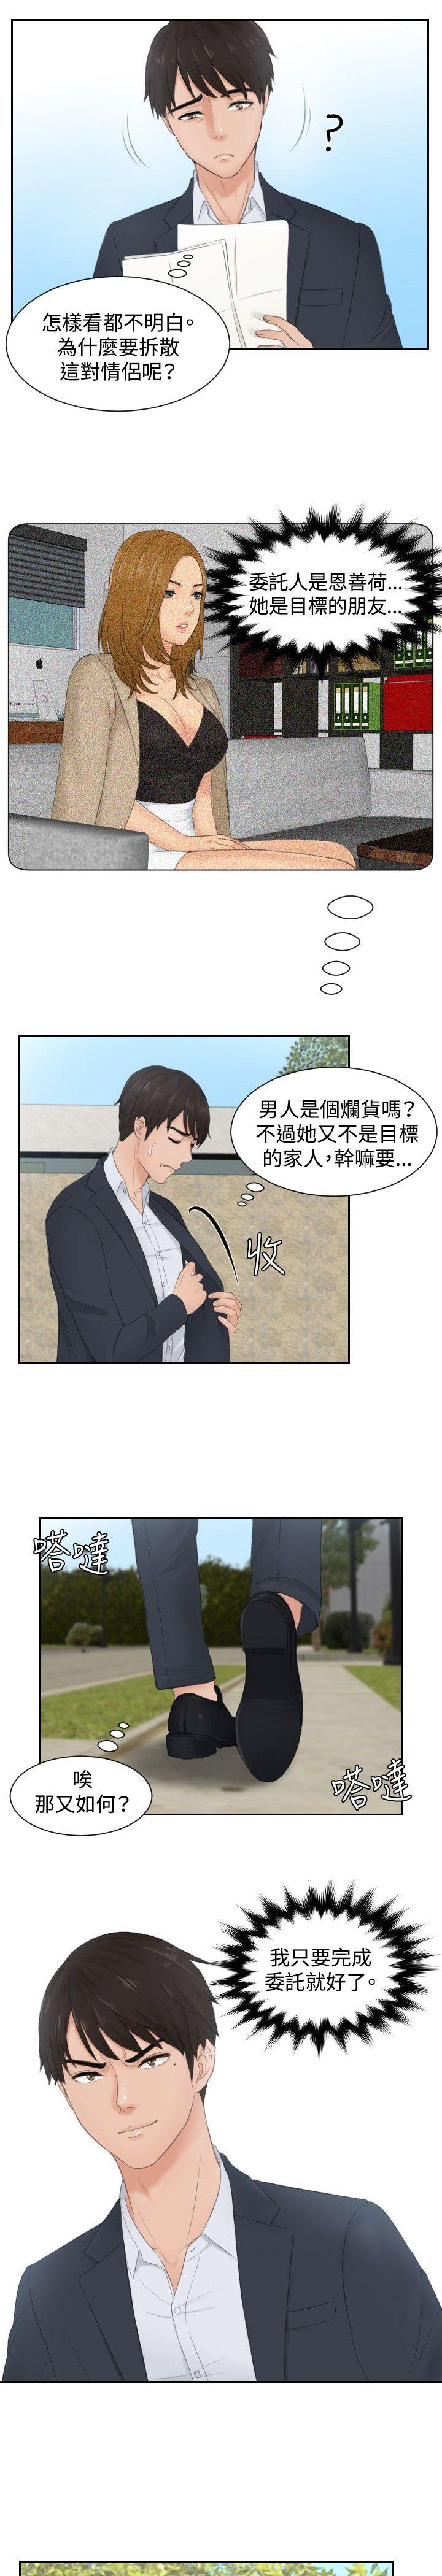 ?
怎樣看都不明白。
為什麼要拆散
這對情侶呢？
委託人是恩善荷...
她是目標的朋友...
男人是個爛貨嗎？
不過她又不是目標
的家人，幹嘛要...
收
嗒噠
唉
那又如何？
嗒噠
我只要完成
委託就好了。